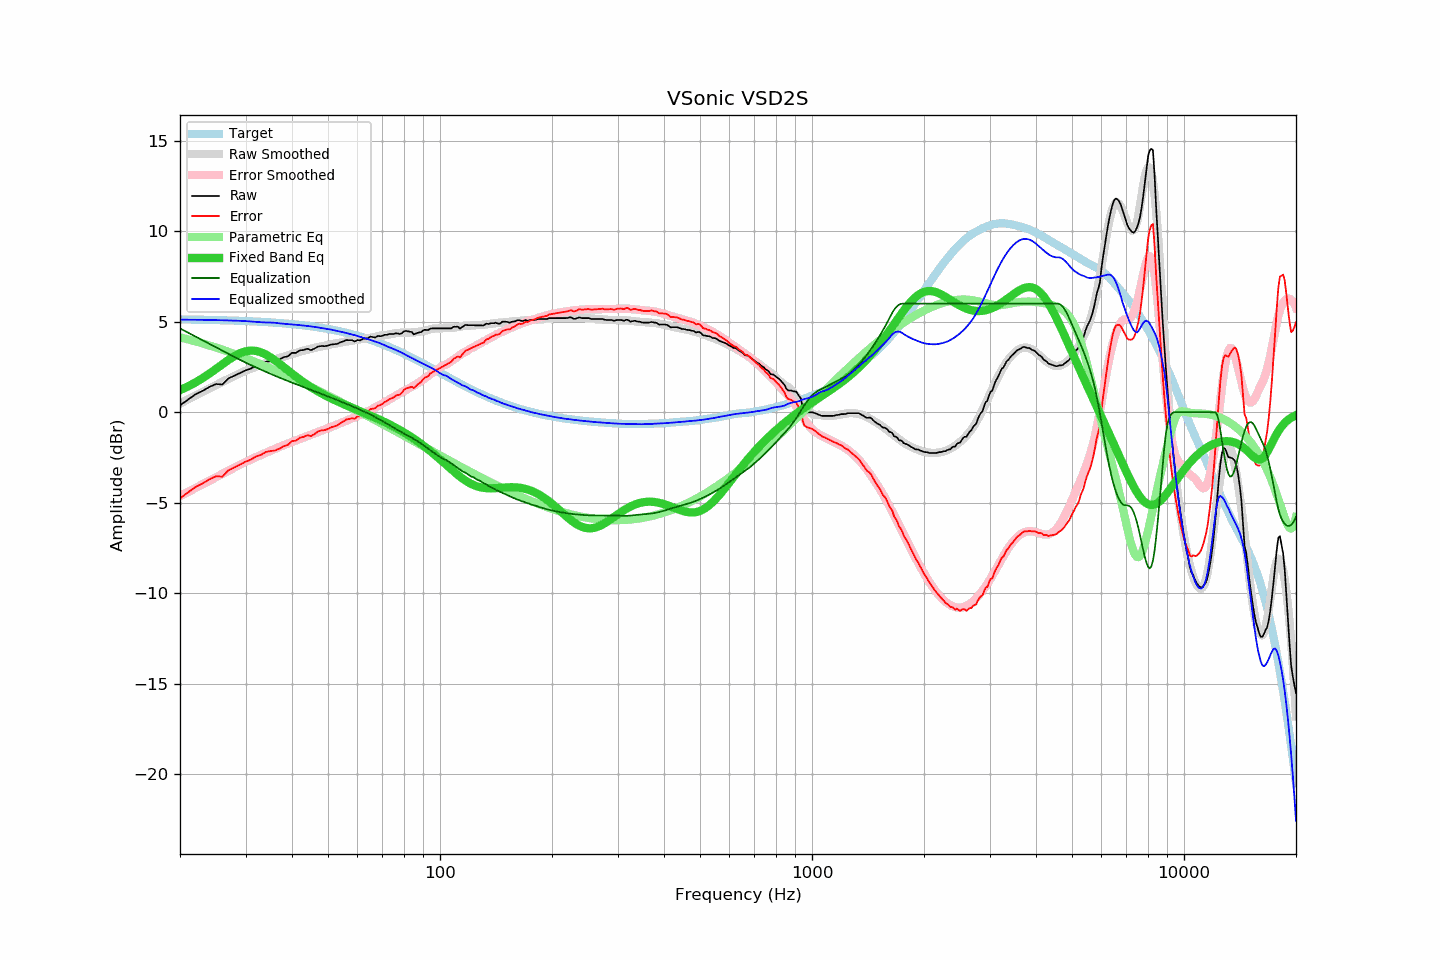 VSonic VSD2S
Target
Raw Smoothed
Error Smoothed
Raw
Error
Parametric Eq
Fixed Band Eq
Equalization
Equalized smoothed
15
10
5
0
−5
−10
−15
−20
Amplitude (dBr)
100
1000
10000
Frequency (Hz)